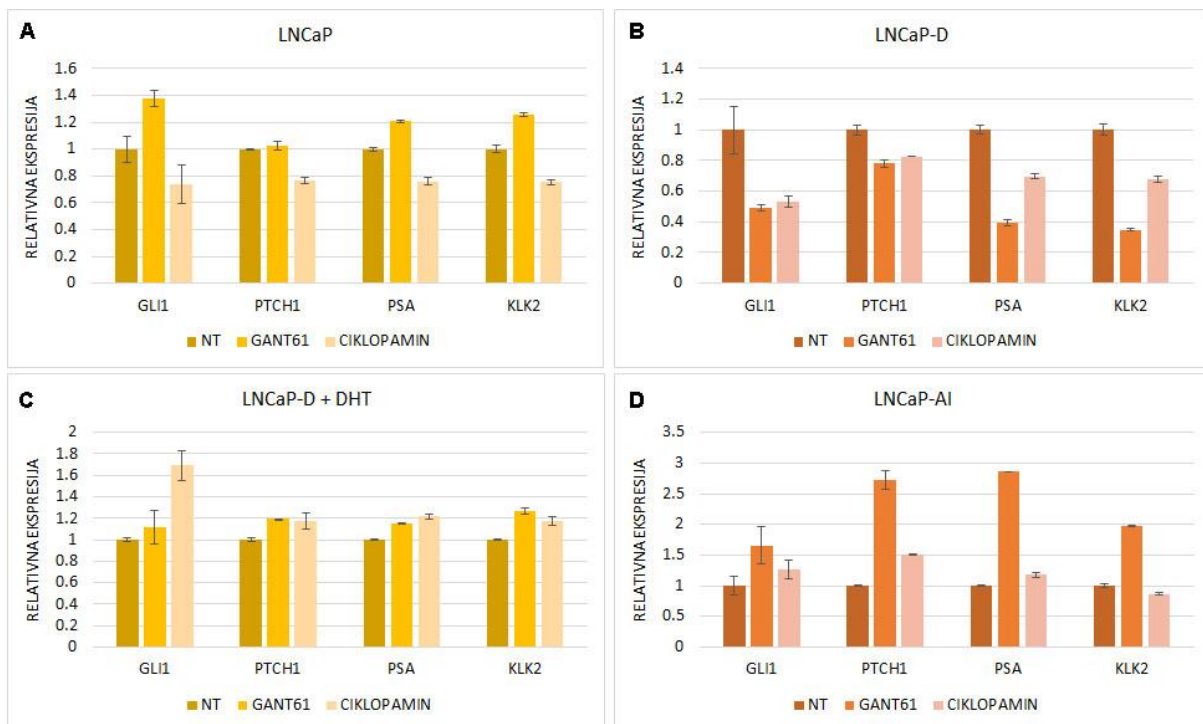 A
LNCaP
RELATIVNA EKSPRESIJA
1.6
1.4
1.2
1
0.8
0.6
0.4
0.2
0
GLI1 PTCH1 PSA KLK2
NT GANT61 CIKLOPAMIN
B
LNCaP-D
RELATIVNA EKSPRESIJA
1.4
1.2
1
0.8
0.6
0.4
0.2
0
GLI1 PTCH1 PSA KLK2
NT GANT61 CIKLOPAMIN
C
LNCaP-D + DHT
RELATIVNA EKSPRESIJA
2
1.8
1.6
1.4
1.2
1
0.8
0.6
0.4
0.2
0
GLI1 PTCH1 PSA KLK2
NT GANT61 CIKLOPAMIN
D
LNCaP-AI
RELATIVNA EKSPRESIJA
3.5
3
2.5
2
1.5
1
0.5
0
GLI1 PTCH1 PSA KLK2
NT GANT61 CIKLOPAMIN